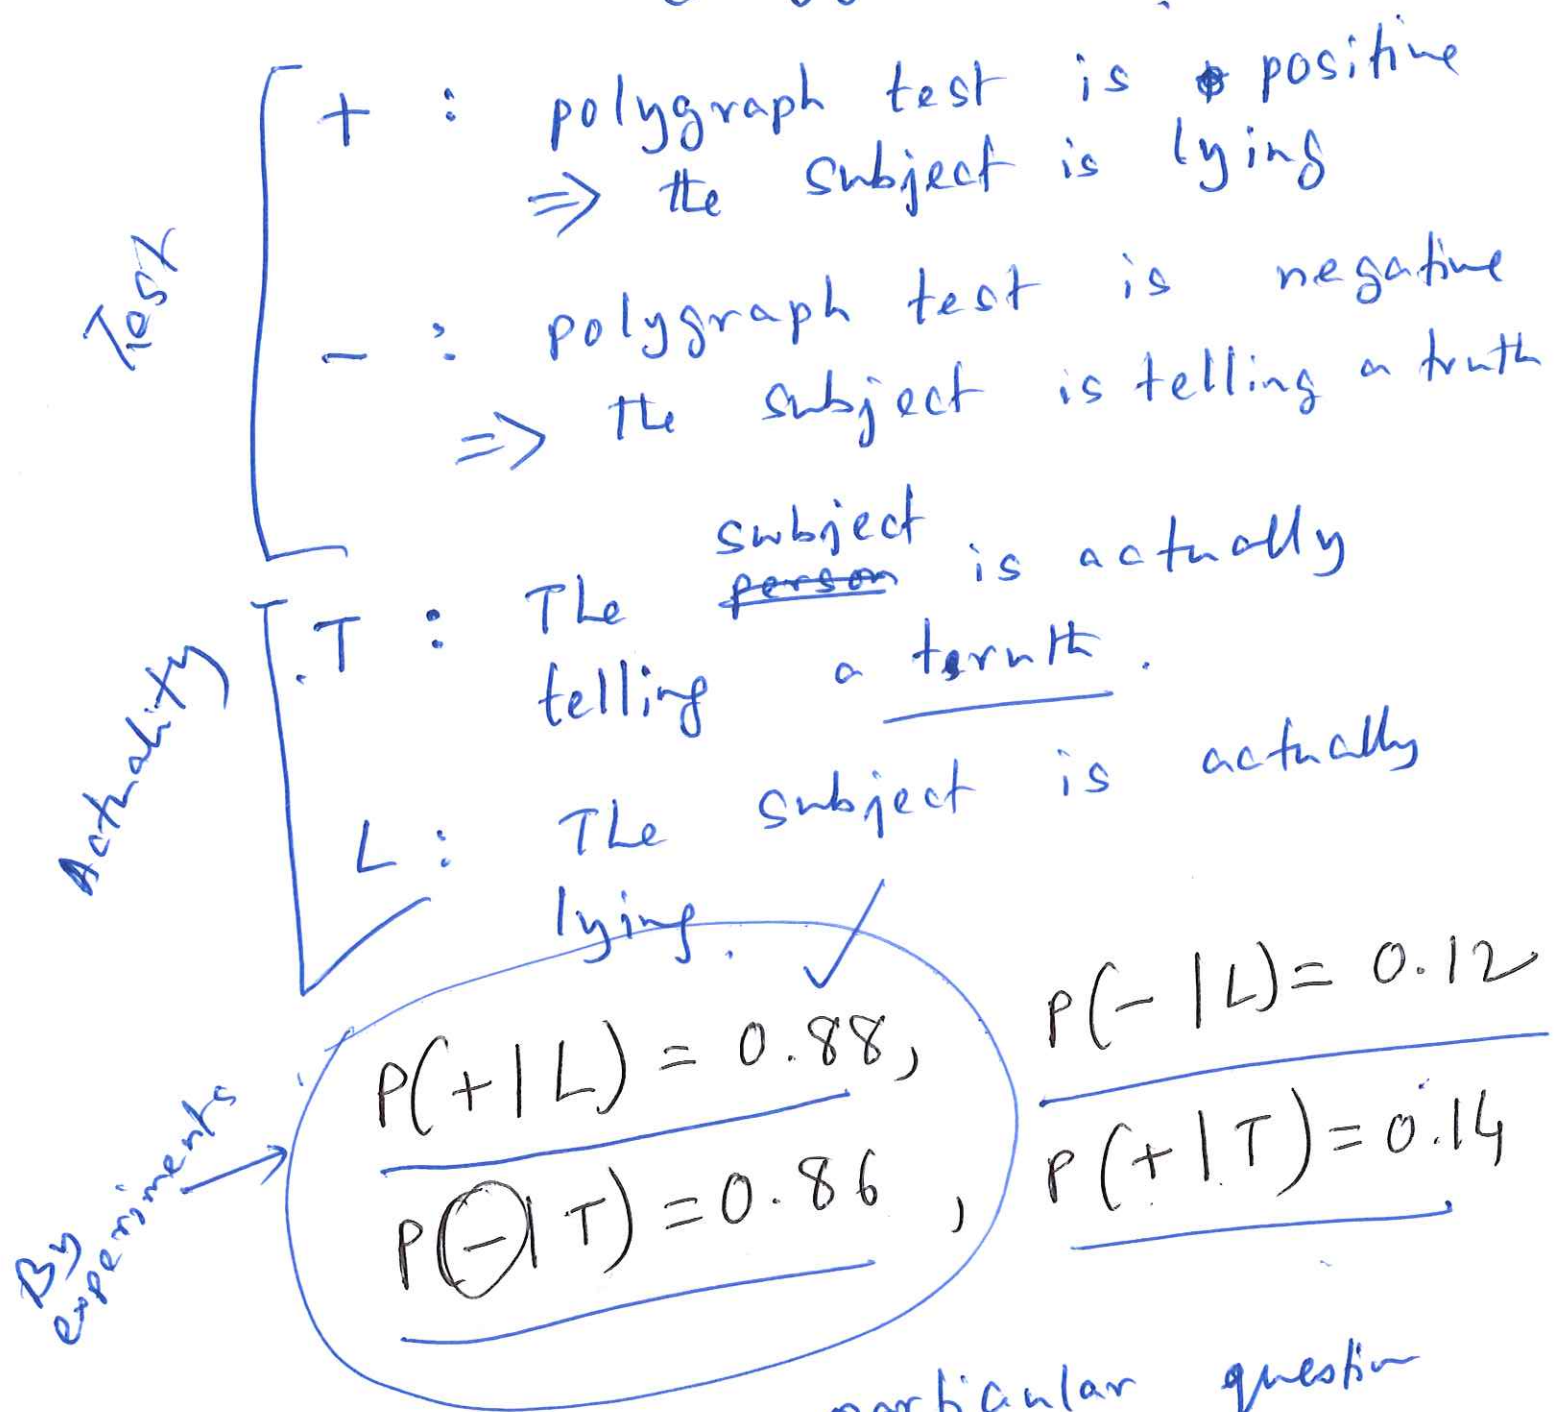 Test
+ : polygraph test is positive
=> the subject is lying
- : polygraph test is negative
=> the subject is telling a truth
Actuality
T : The person subject is actually
telling a truth.
L : The subject is actually
lying.
By experiments →
P(+|L) = 0.88, P(-|L) = 0.12
P(-|T) = 0.86, P(+|T) = 0.14
particular question